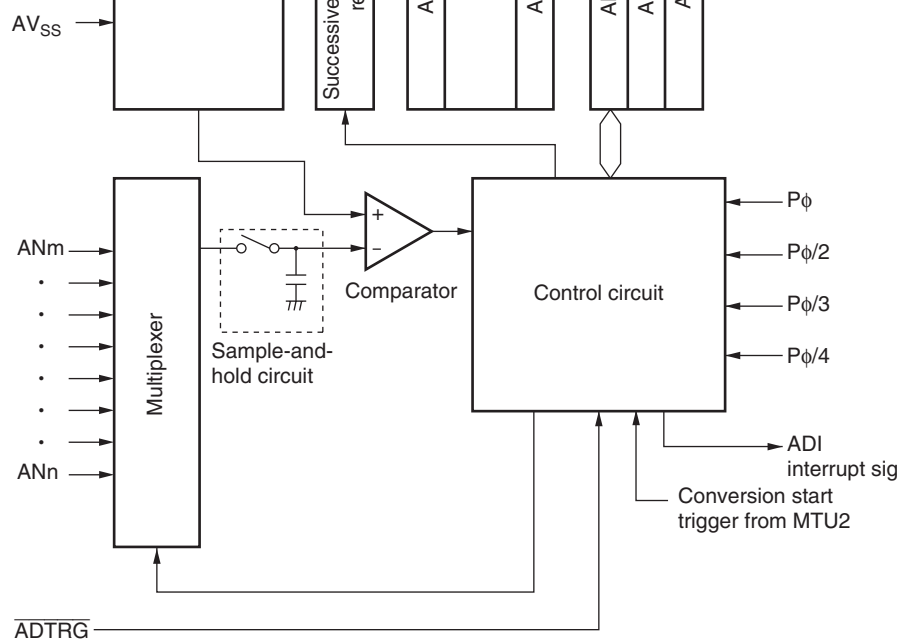 AVSS
Successive
re
A
A
A
A
Multiplexer
ANm
ANn
+
−
Comparator
Sample-and-
hold circuit
Control circuit
Pϕ
Pϕ/2
Pϕ/3
Pϕ/4
ADI
interrupt sig
Conversion start
trigger from MTU2
ADTRG